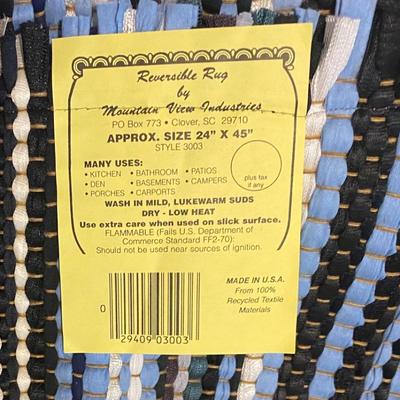 Reversible Rug
by
Mountain View Industries
PO Box 773 • Clover, SC 29710
APPROX. SIZE 24" X 45"
STYLE 3003
MANY USES:
• KITCHEN • BATHROOM • PATIOS
• DEN • BASEMENTS • CAMPERS
• PORCHES • CARPORTS
plus tax
if any
WASH IN MILD, LUKEWARM SUDS
DRY - LOW HEAT
Use extra care when used on slick surface.
FLAMMABLE (Fails U.S. Department of
Commerce Standard FF2-70):
Should not be used near sources of ignition.
MADE IN U.S.A.
From 100%
Recycled Textile
Materials
0
29409 03003